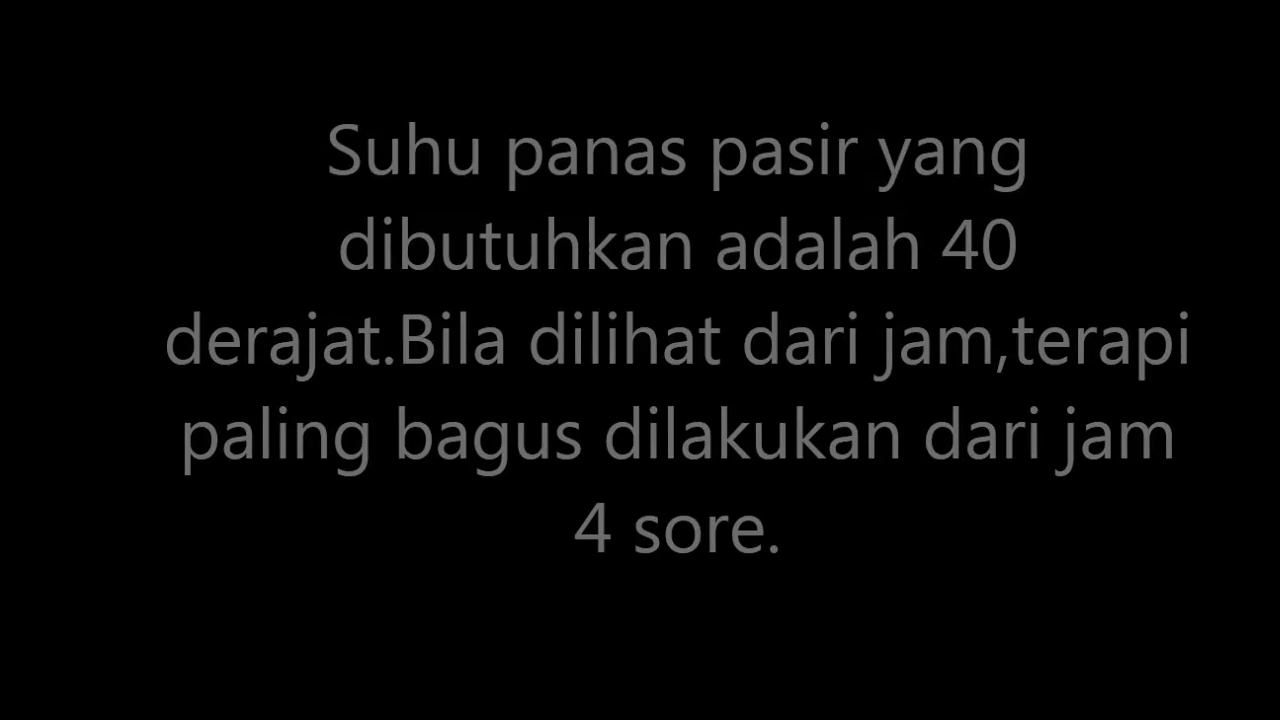 Suhu panas pasir yang
dibutuhkan adalah 40
derajat.Bila dilihat dari jam,terapi
paling bagus dilakukan dari jam
4 sore.